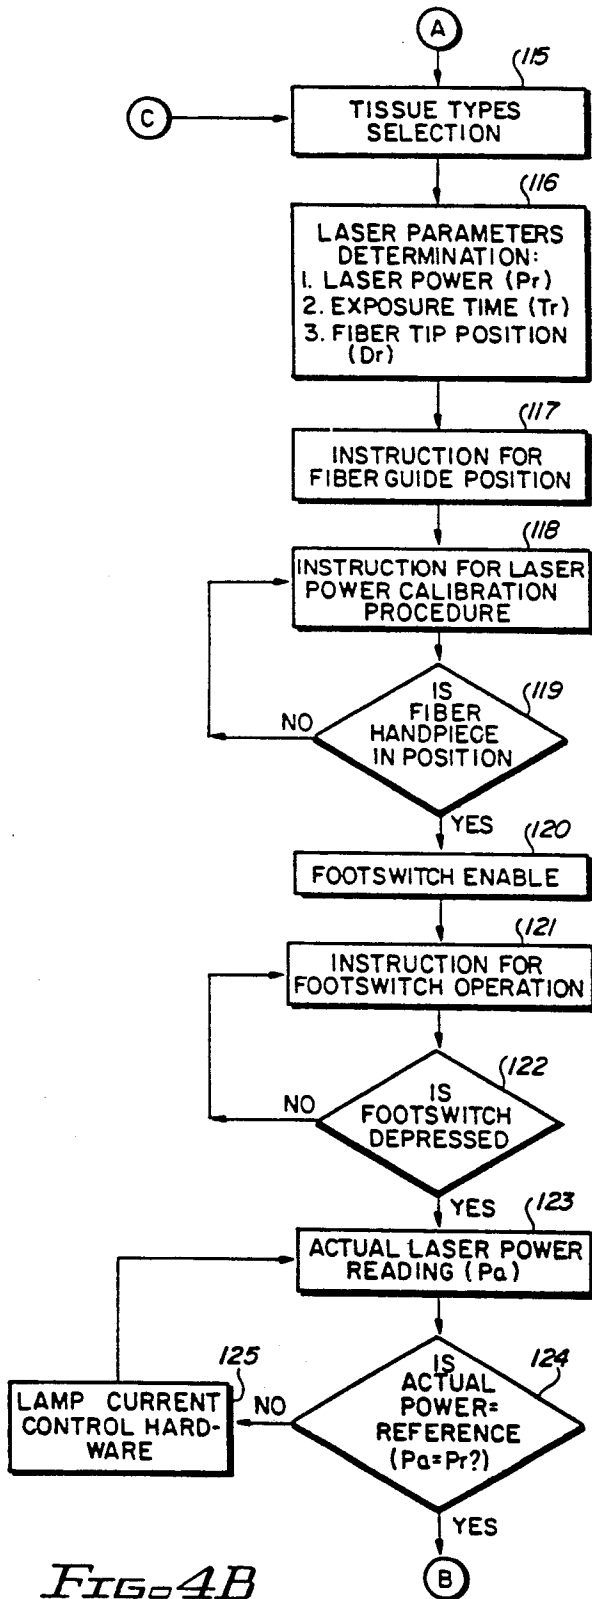 A
115
C
TISSUE TYPES
SELECTION
116
LASER PARAMETERS
DETERMINATION:
1. LASER POWER (Pr)
2. EXPOSURE TIME (Tr)
3. FIBER TIP POSITION
(Dr)
117
INSTRUCTION FOR
FIBER GUIDE POSITION
118
INSTRUCTION FOR LASER
POWER CALIBRATION
PROCEDURE
119
IS
FIBER
HANDPIECE
IN POSITION
NO
YES
120
FOOTSWITCH ENABLE
121
INSTRUCTION FOR
FOOTSWITCH OPERATION
122
IS
FOOTSWITCH
DEPRESSED
NO
YES
123
ACTUAL LASER POWER
READING (Pa)
124
IS
ACTUAL
POWER=
REFERENCE
(Pa=Pr?)
NO
125
LAMP CURRENT
CONTROL HARD-
WARE
YES
B
FIG. 4B